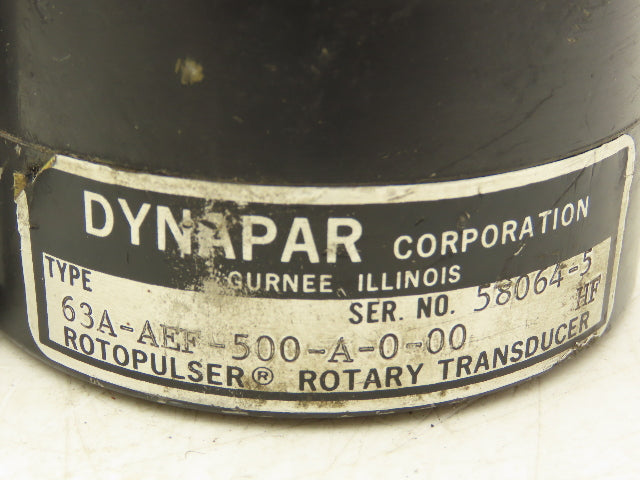 DYNAPAR CORPORATION
GURNEE, ILLINOIS
TYPE SER. NO. 58064-5
63A-AEF-500-A-0-00 HF
ROTOPULSER® ROTARY TRANSDUCER